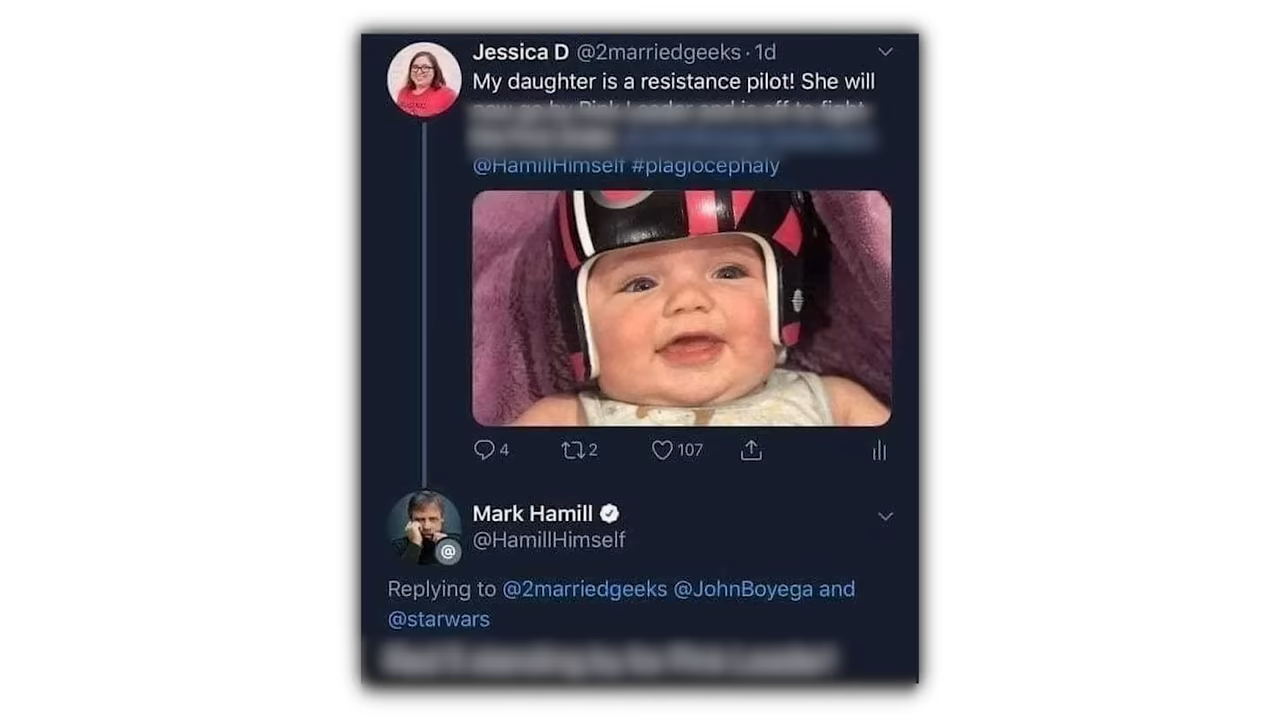 Jessica D @2marriedgeeks · 1d
My daughter is a resistance pilot! She will
@HamillHimself #plagiocephaly
4 2 107
Mark Hamill
@HamillHimself
@
Replying to @2marriedgeeks @JohnBoyega and
@starwars